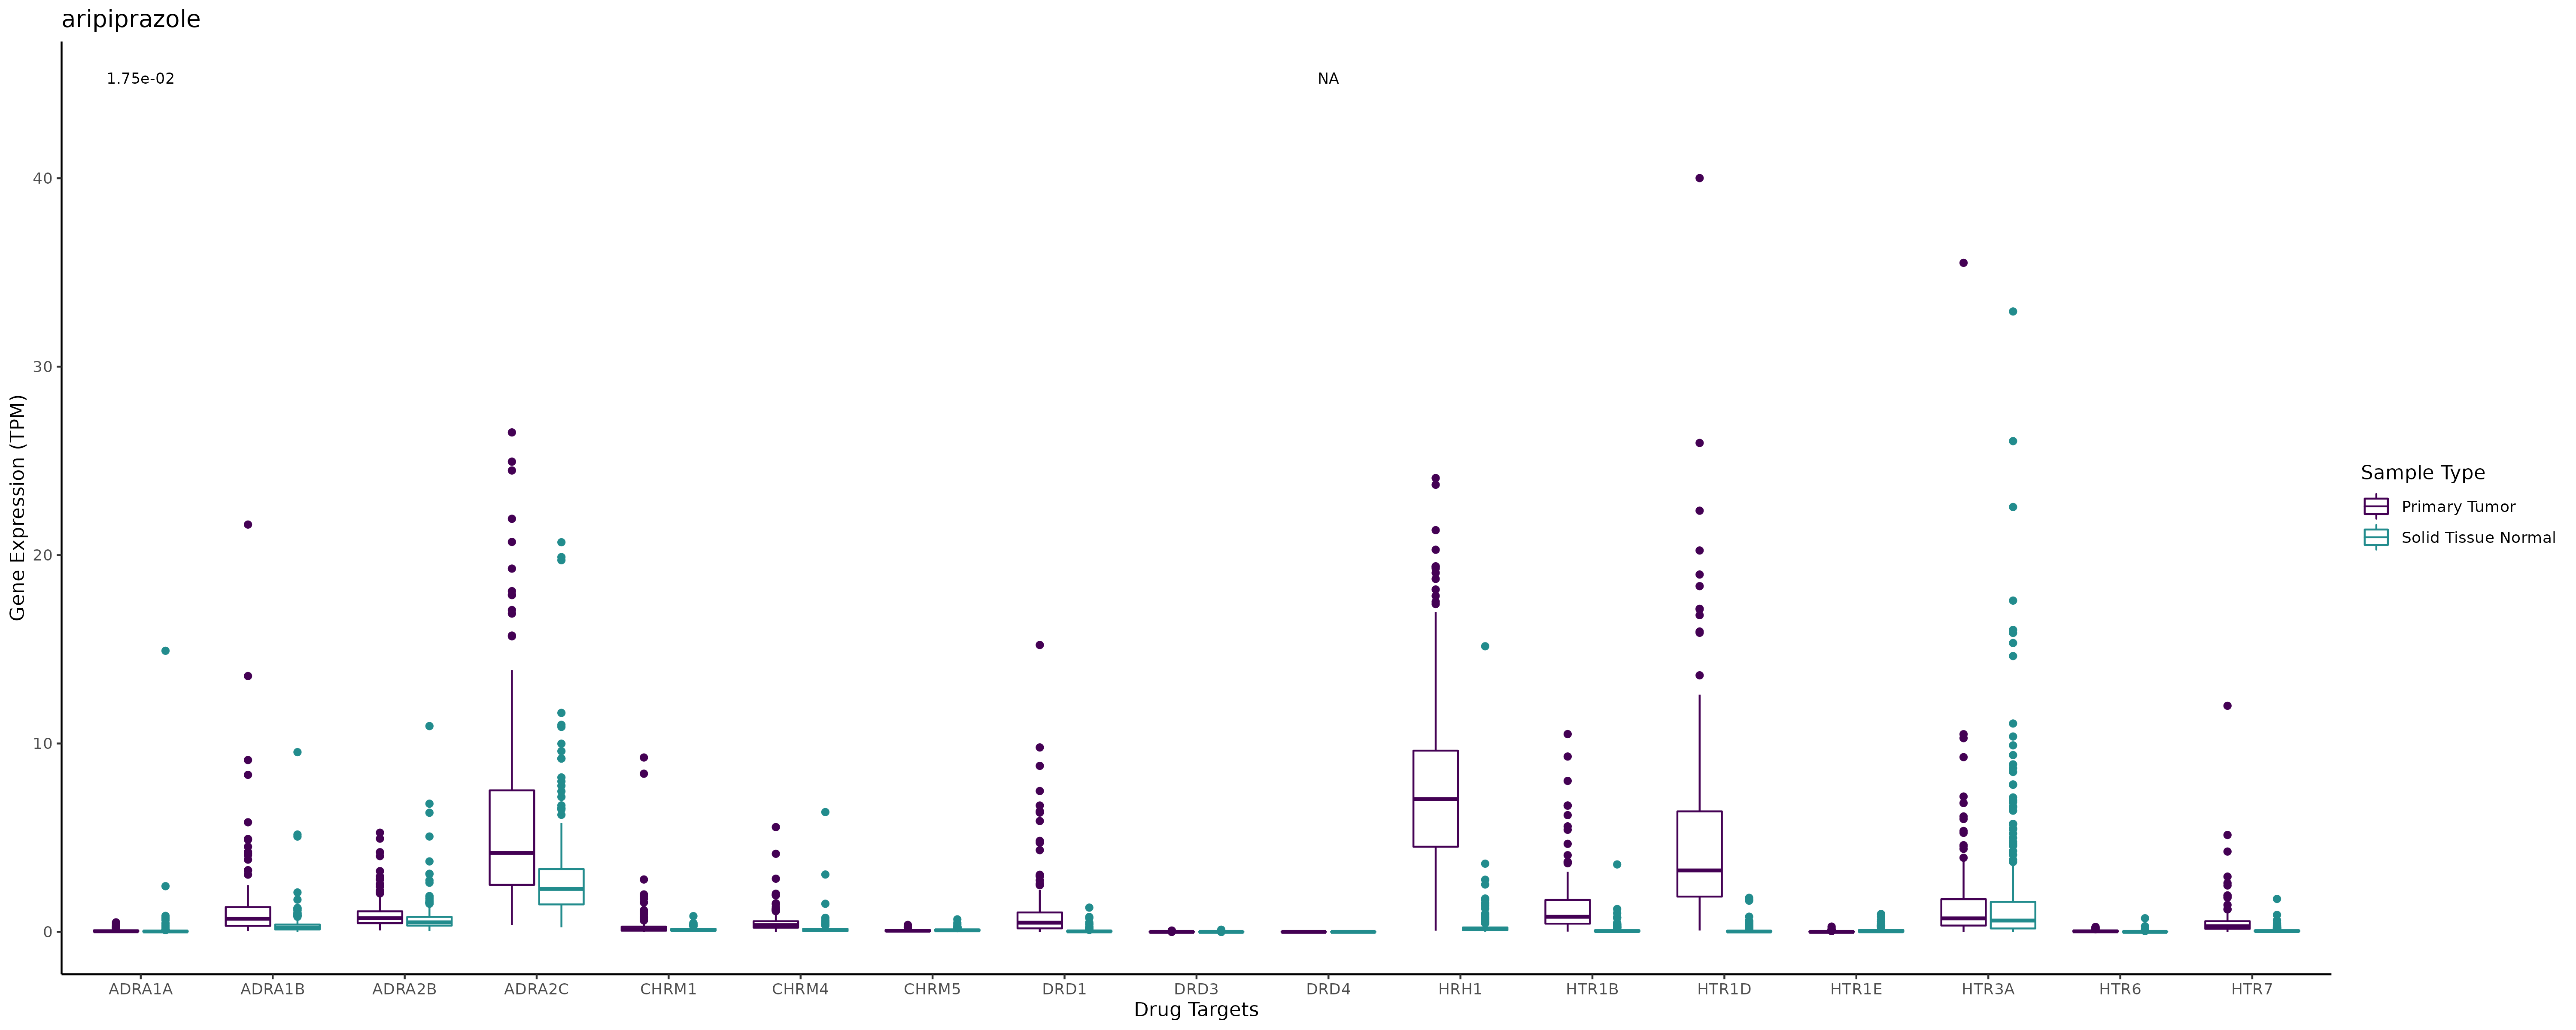 aripiprazole
1.75e-02
NA
Gene Expression (TPM)
40
30
20
10
0
ADRA1A
ADRA1B
ADRA2B
ADRA2C
CHRM1
CHRM4
CHRM5
DRD1
DRD3
DRD4
HRH1
HTR1B
HTR1D
HTR1E
HTR3A
HTR6
HTR7
Drug Targets
Sample Type
Primary Tumor
Solid Tissue Normal